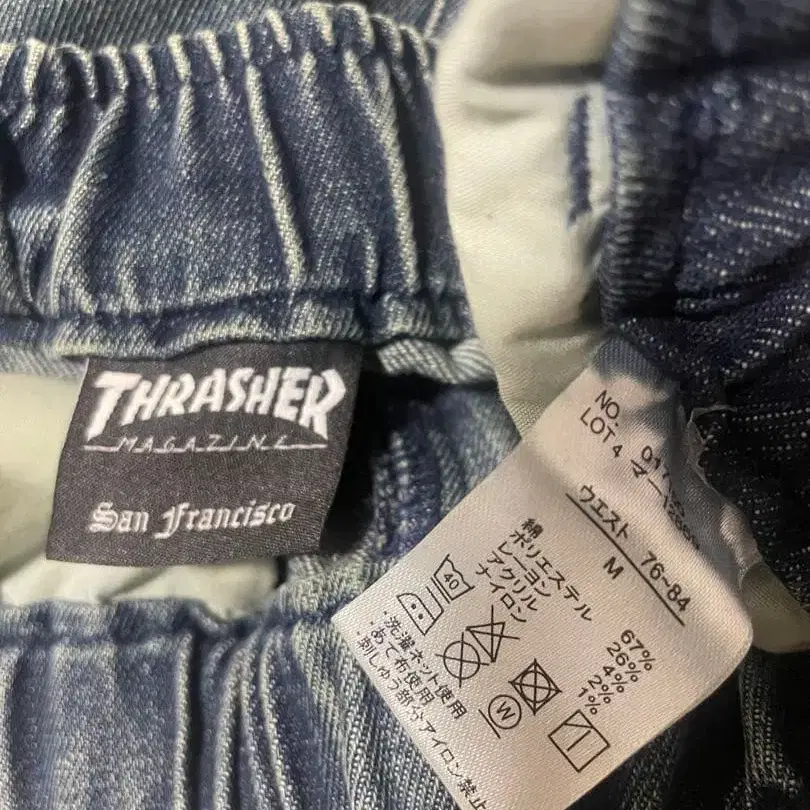 THRASHER
MAGAZINE
San Francisco
NO.
LOT 4
ウエスト 76~84
M
綿 67%
ポリエステル 26%
レーヨン 4%
アクリル 2%
ナイロン 1%
40
W
・洗濯ネット使用
・あて布使用
・刺しゅう部分アイロン禁止